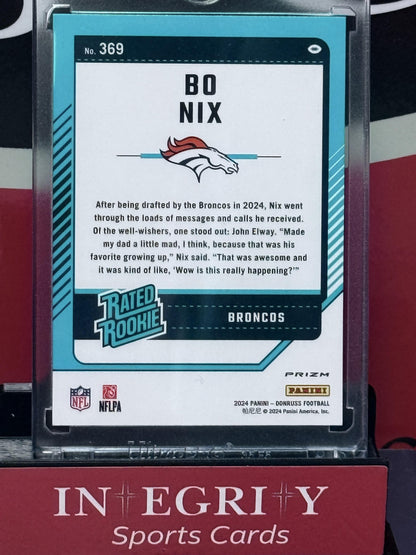 No. 369
BO
NIX
After being drafted by the Broncos in 2024, Nix went
through the loads of messages and calls he received.
Of the well-wishers, one stood out: John Elway. “Made
my dad a little mad, I think, because that was his
favorite growing up,” Nix said. “That was awesome and
it was kind of like, ‘Wow is this really happening?’”
RATED
ROOKIE
BRONCOS
PRIZM
NFL
NFLPA
PANINI
2024 PANINI – DONRUSS FOOTBALL
帕尼尼 © 2024 Panini America, Inc.
INTEGRITY
Sports Cards